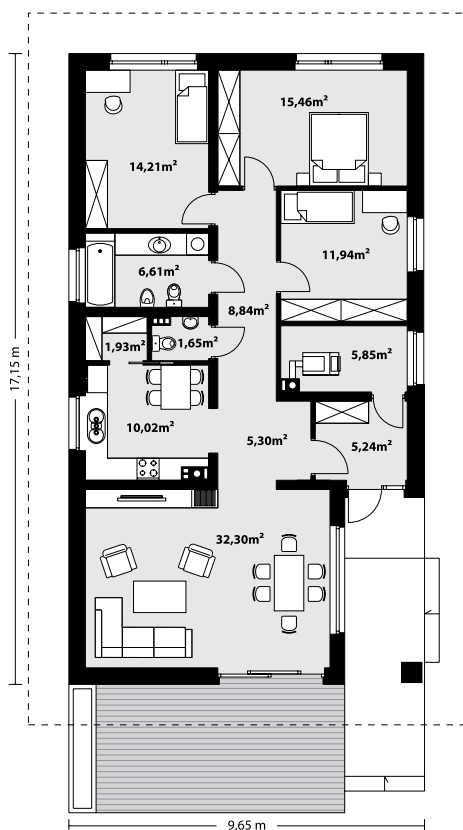 15,46m²
14,21m²
11,94m²
6,61m²
8,84m²
1,93m²
1,65m²
5,85m²
10,02m²
5,30m²
5,24m²
32,30m²
17,15 m
9,65 m